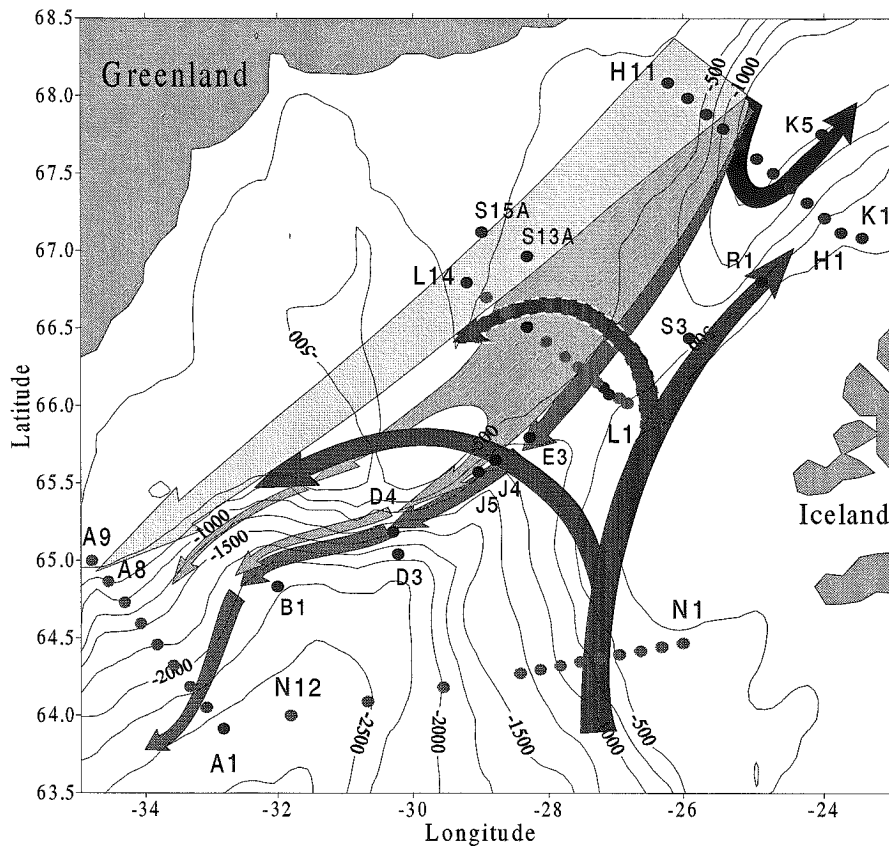 68.5
Greenland
H11
-500
-1000
68.0
K5
67.5
S15A
K1
67.0
S13A
H1
L14
R1
66.5
S3
-500
66.0
L1
E3
65.5
D4
J4
J5
Iceland
-1000
A9
-1500
65.0
A8
D3
B1
N1
64.5
-2000
N12
64.0
-2500
-2000
-1500
-500
A1
63.5
-34
-32
-30
-28
-26
-24
Latitude
Longitude